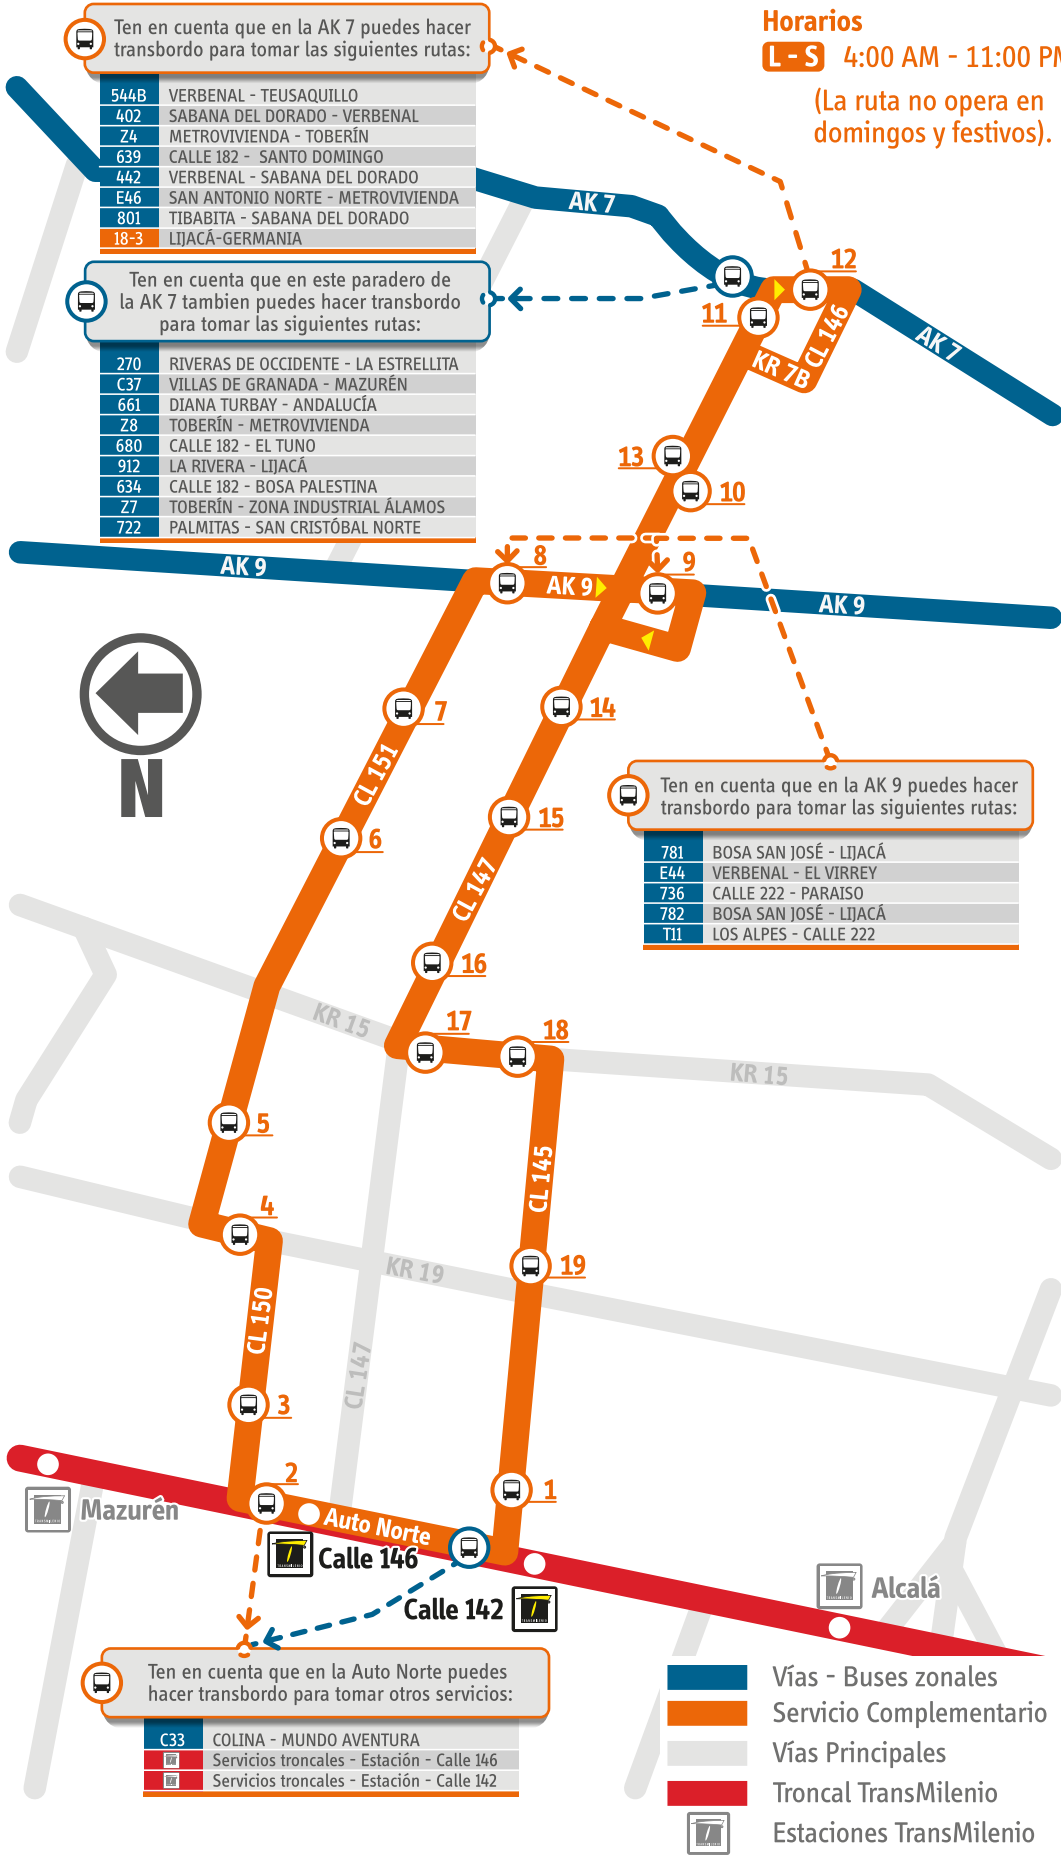 Ten en cuenta que en la AK 7 puedes hacer
transbordo para tomar las siguientes rutas:
544B VERBENAL - TEUSAQUILLO
402 SABANA DEL DORADO - VERBENAL
Z4 METROVIVIENDA - TOBERÍN
639 CALLE 182 - SANTO DOMINGO
442 VERBENAL - SABANA DEL DORADO
E46 SAN ANTONIO NORTE - METROVIVIENDA
801 TIBABITA - SABANA DEL DORADO
18-3 LIJACÁ-GERMANIA
Horarios
L - S 4:00 AM - 11:00 PM
(La ruta no opera en
domingos y festivos).
Ten en cuenta que en este paradero de
la AK 7 tambien puedes hacer transbordo
para tomar las siguientes rutas:
270 RIVERAS DE OCCIDENTE - LA ESTRELLITA
C37 VILLAS DE GRANADA - MAZURÉN
661 DIANA TURBAY - ANDALUCÍA
Z8 TOBERÍN - METROVIVIENDA
680 CALLE 182 - EL TUNO
912 LA RIVERA - LIJACÁ
634 CALLE 182 - BOSA PALESTINA
Z7 TOBERÍN - ZONA INDUSTRIAL ÁLAMOS
722 PALMITAS - SAN CRISTÓBAL NORTE
AK 7
12
11
CL 146
AK 7
KR 7B
13
10
8
9
AK 9
AK 9
AK 9
N
7
14
CL 151
6
15
CL 147
16
Ten en cuenta que en la AK 9 puedes hacer
transbordo para tomar las siguientes rutas:
781 BOSA SAN JOSÉ - LIJACÁ
E44 VERBENAL - EL VIRREY
736 CALLE 222 - PARAISO
782 BOSA SAN JOSÉ - LIJACÁ
T11 LOS ALPES - CALLE 222
KR 15
17
18
KR 15
5
CL 145
4
KR 19
19
CL 150
CL 147
3
2
1
Mazurén
Auto Norte
TRANSMILENIO
Calle 146
Calle 142
TRANSMILENIO
Alcalá
Ten en cuenta que en la Auto Norte puedes
hacer transbordo para tomar otros servicios:
C33 COLINA - MUNDO AVENTURA
Servicios troncales - Estación - Calle 146
Servicios troncales - Estación - Calle 142
Vías - Buses zonales
Servicio Complementario
Vías Principales
Troncal TransMilenio
Estaciones TransMilenio